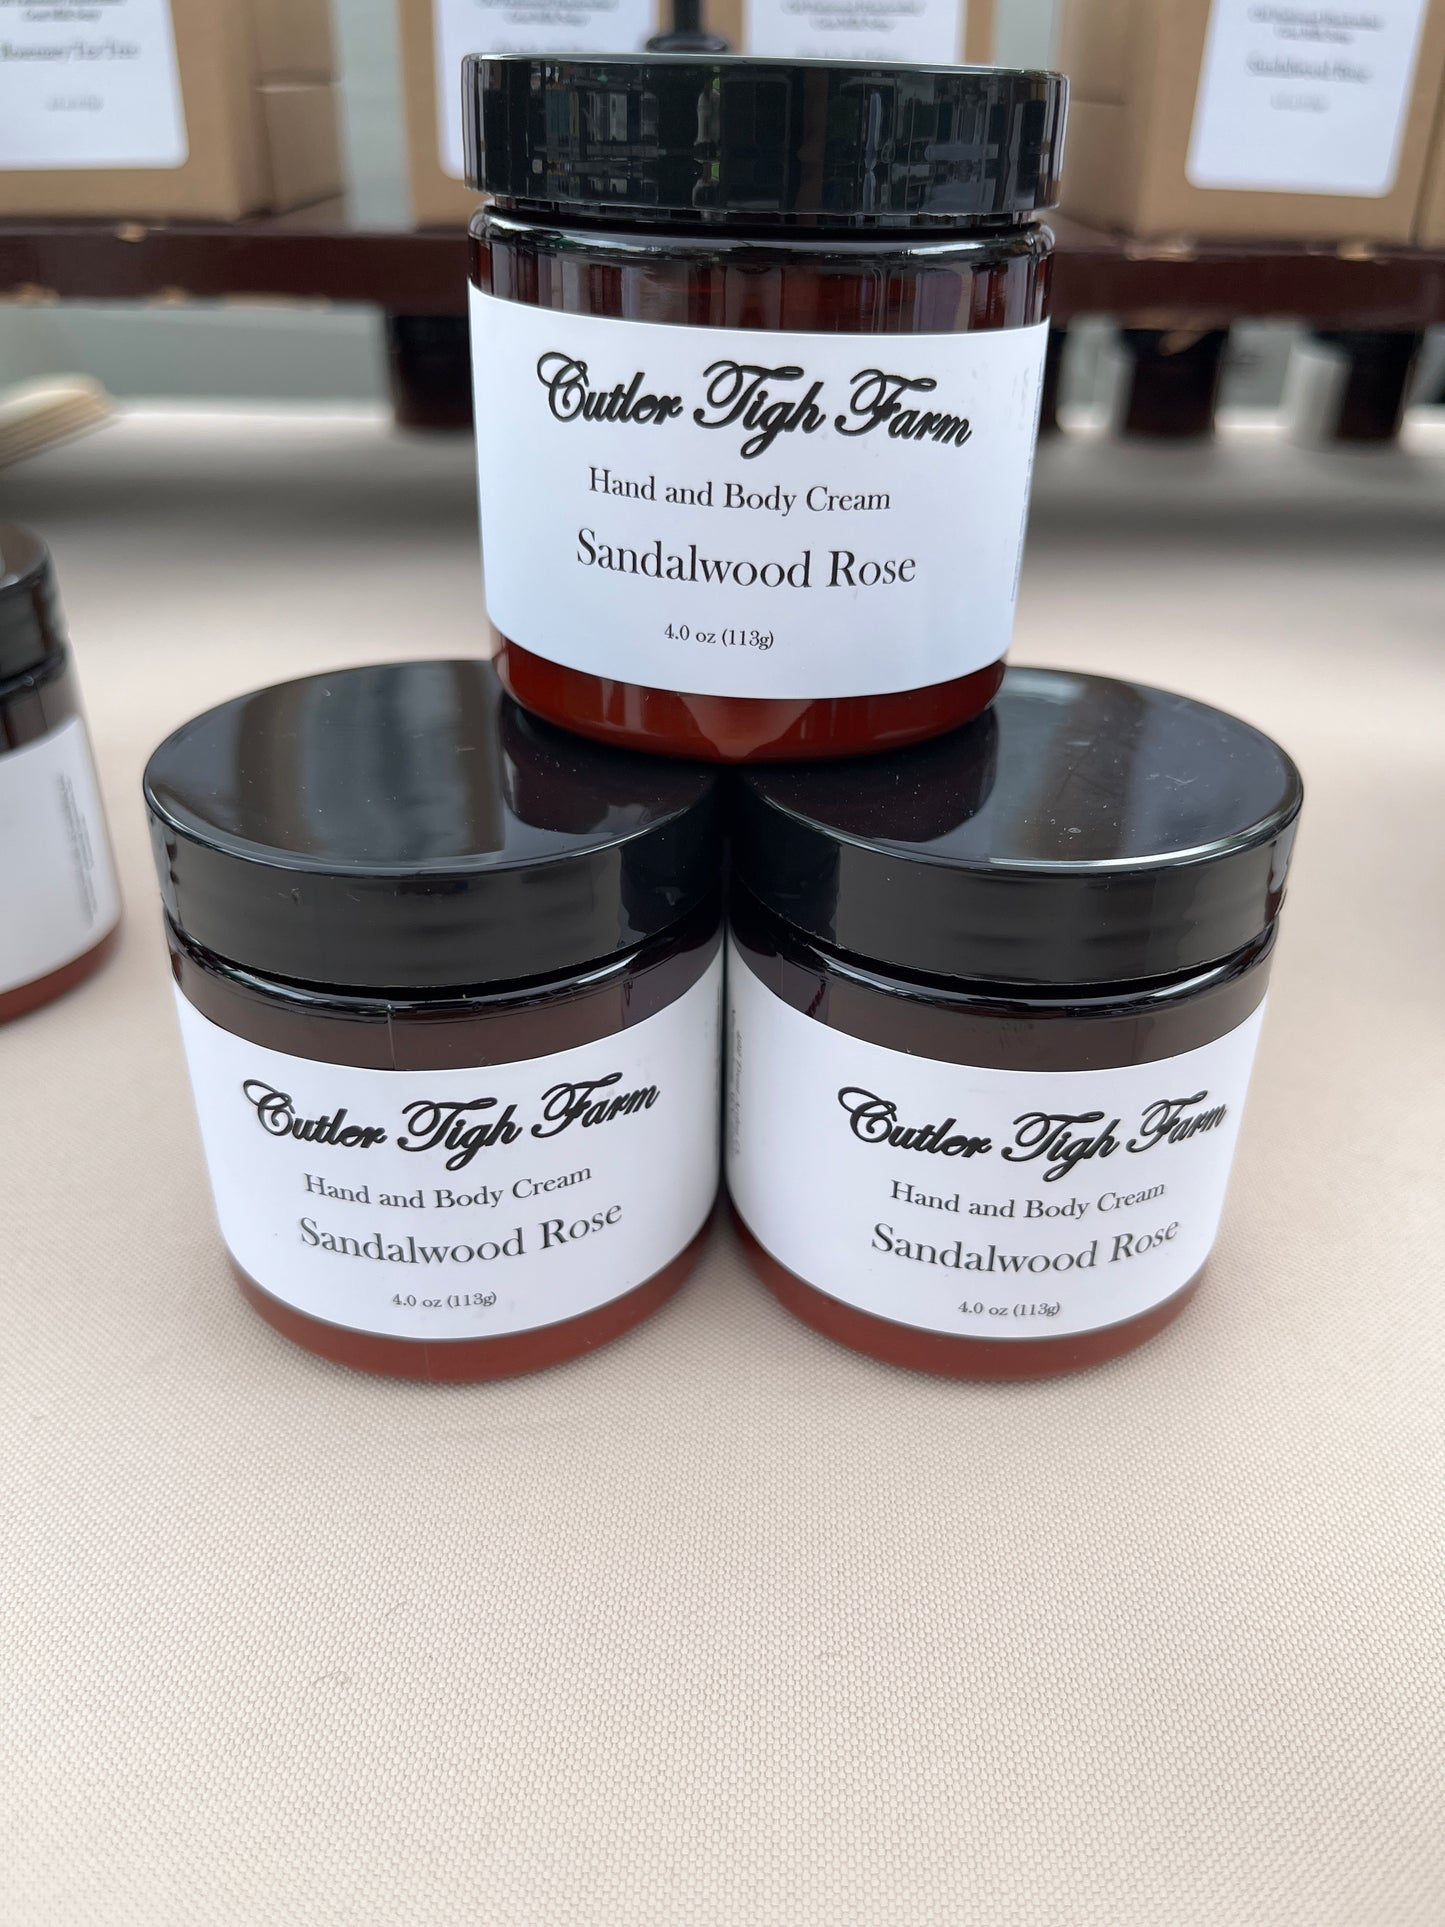 Sandalwood Rose
Cutler Tigh Farm
Hand and Body Cream
Sandalwood Rose
4.0 oz (113g)
Cutler Tigh Farm
Hand and Body Cream
Sandalwood Rose
4.0 oz (113g)
Cutler Tigh Farm
Hand and Body Cream
Sandalwood Rose
4.0 oz (113g)